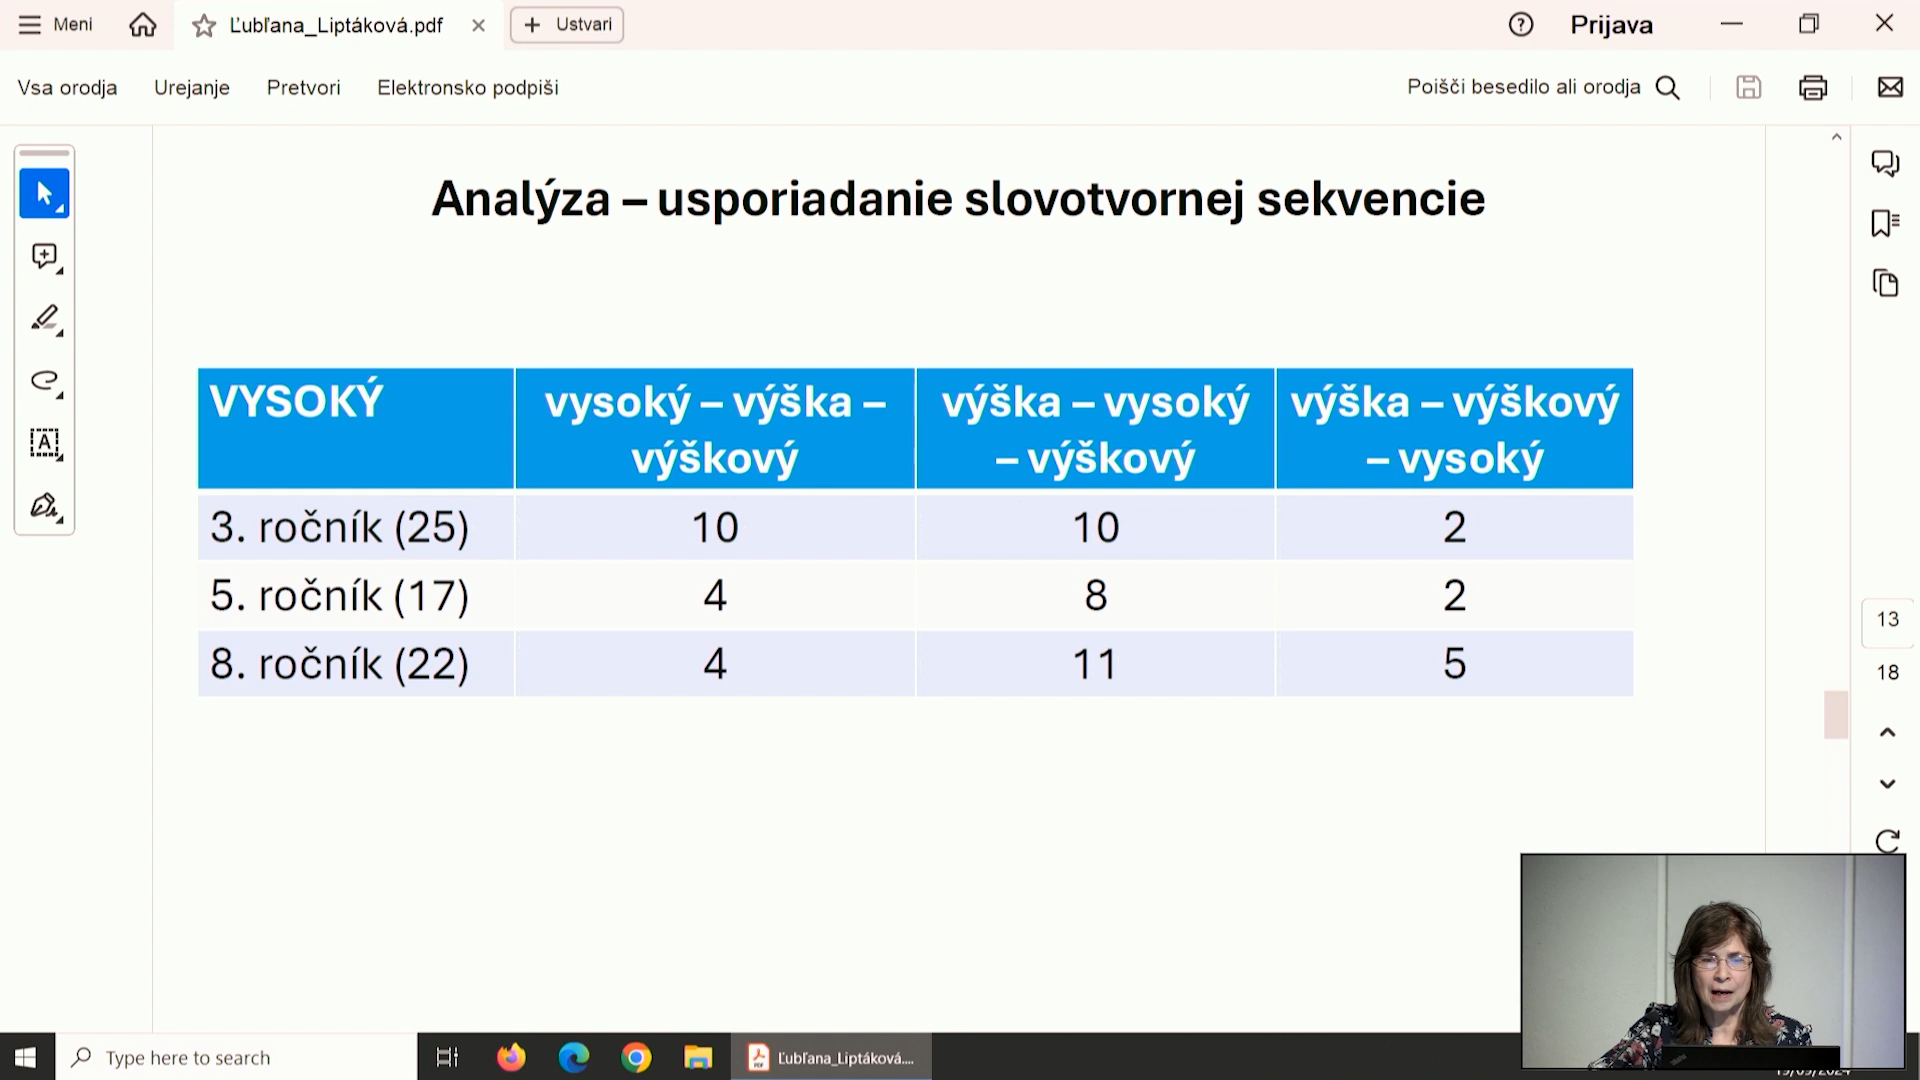 Meni
Ľubľana_Liptáková.pdf
Ustvari
Prijava
Vsa orodja
Urejanje
Pretvori
Elektronsko podpiši
Poišči besedilo ali orodja
Analýza – usporiadanie slovotvornej sekvencie
VYSOKÝ
vysoký – výška –
výškový
výška – vysoký
– výškový
výška – výškový
– vysoký
3. ročník (25)
10
10
2
5. ročník (17)
4
8
2
8. ročník (22)
4
11
5
13
18
Type here to search
Ľubľana_Liptáková....